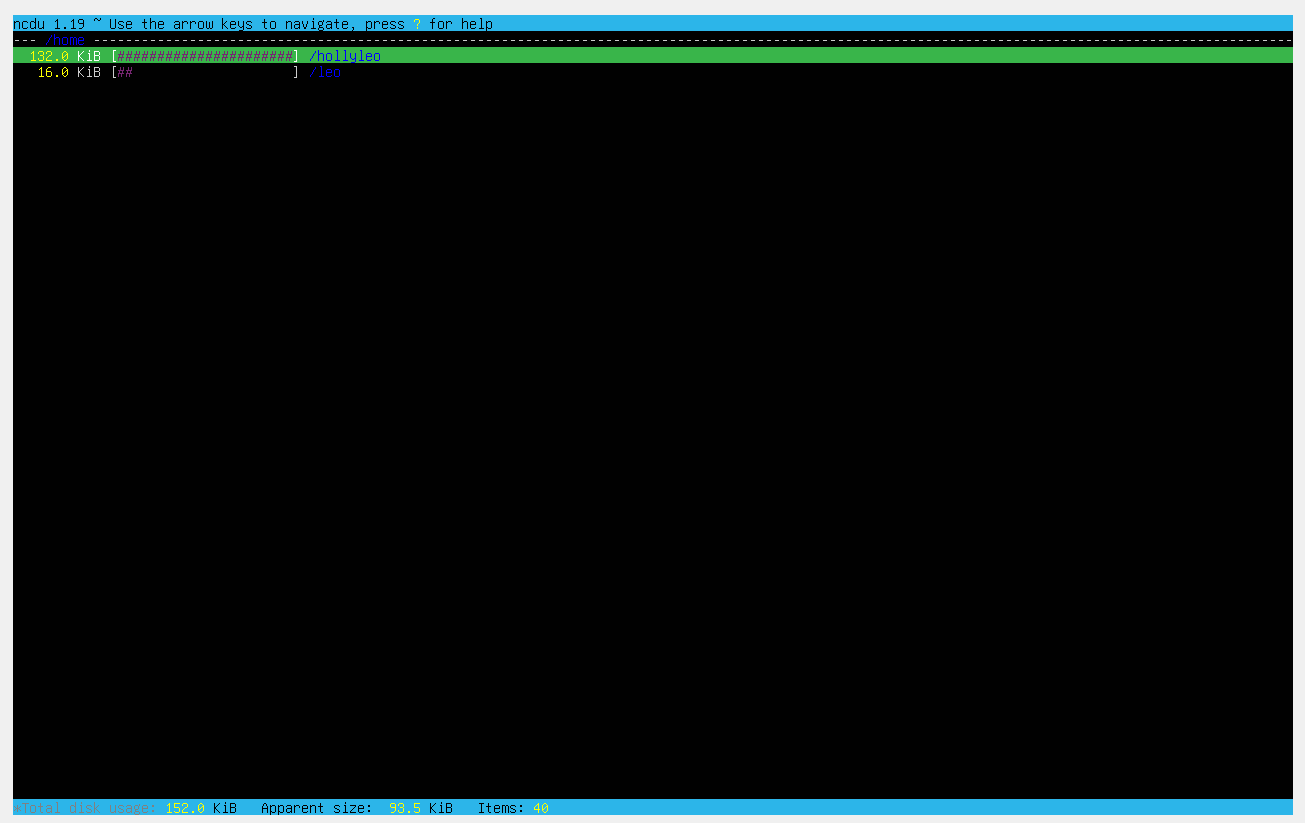 ncdu 1.19 ~ Use the arrow keys to navigate, press ? for help
--- /home ----------------------------------------------------------------------------------------------------------------------------------------------------
  132.0 KiB [######################] /hollyleo
   16.0 KiB [##                    ] /leo
*Total disk usage: 152.0 KiB   Apparent size:  93.5 KiB   Items: 40